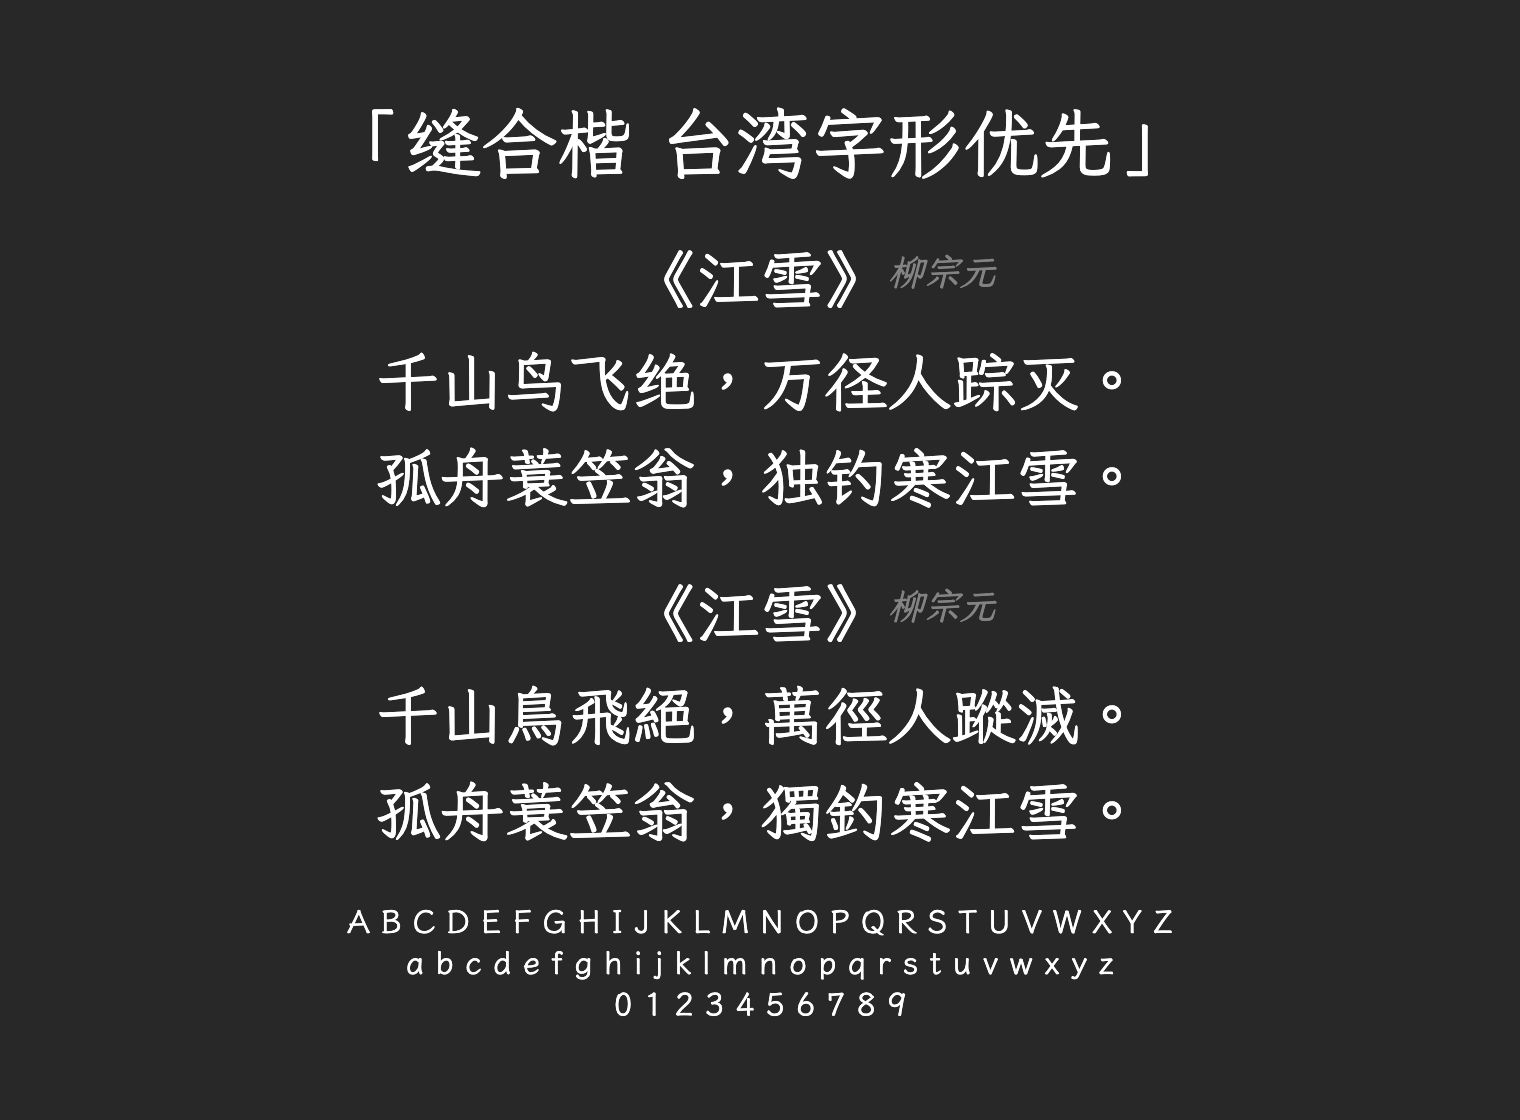 「缝合楷 台湾字形优先」
《江雪》 柳宗元
千山鸟飞绝，万径人踪灭。
孤舟蓑笠翁，独钓寒江雪。
《江雪》 柳宗元
千山鳥飛絕，萬徑人蹤滅。
孤舟蓑笠翁，獨釣寒江雪。
A B C D E F G H I J K L M N O P Q R S T U V W X Y Z
a b c d e f g h i j k l m n o p q r s t u v w x y z
0 1 2 3 4 5 6 7 8 9